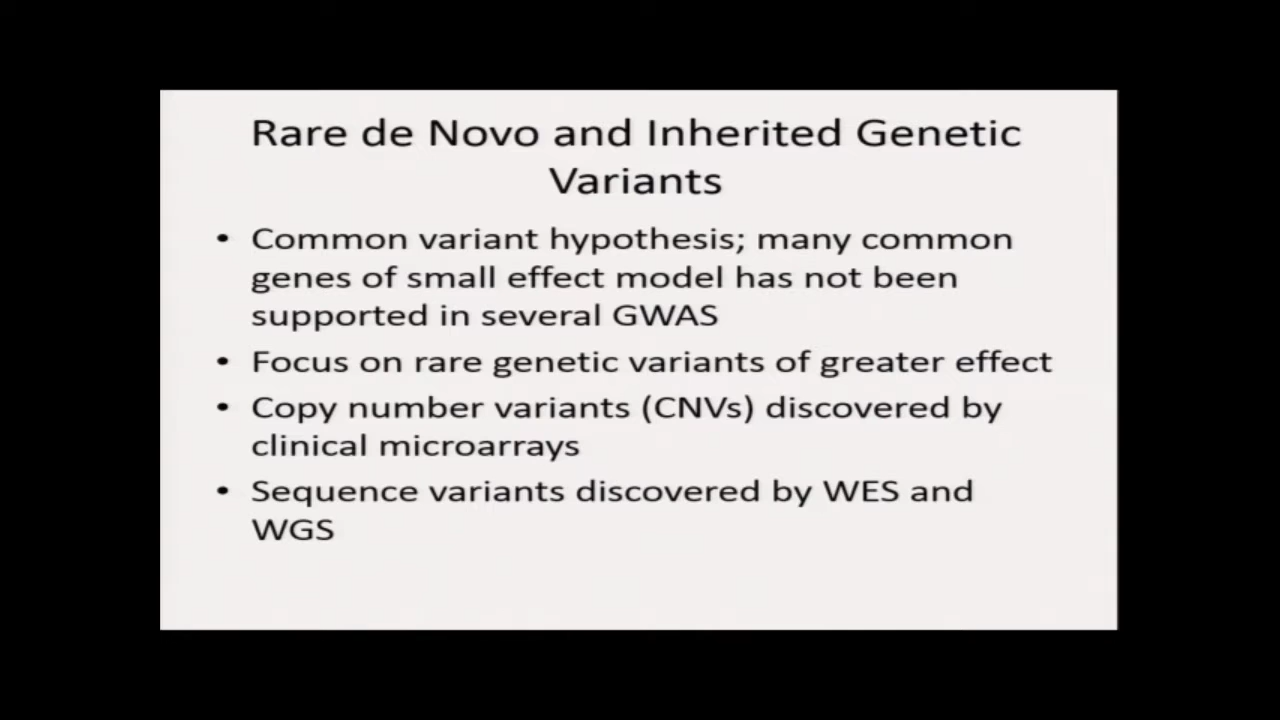 Rare de Novo and Inherited Genetic
Variants
• Common variant hypothesis; many common
genes of small effect model has not been
supported in several GWAS
• Focus on rare genetic variants of greater effect
• Copy number variants (CNVs) discovered by
clinical microarrays
• Sequence variants discovered by WES and
WGS